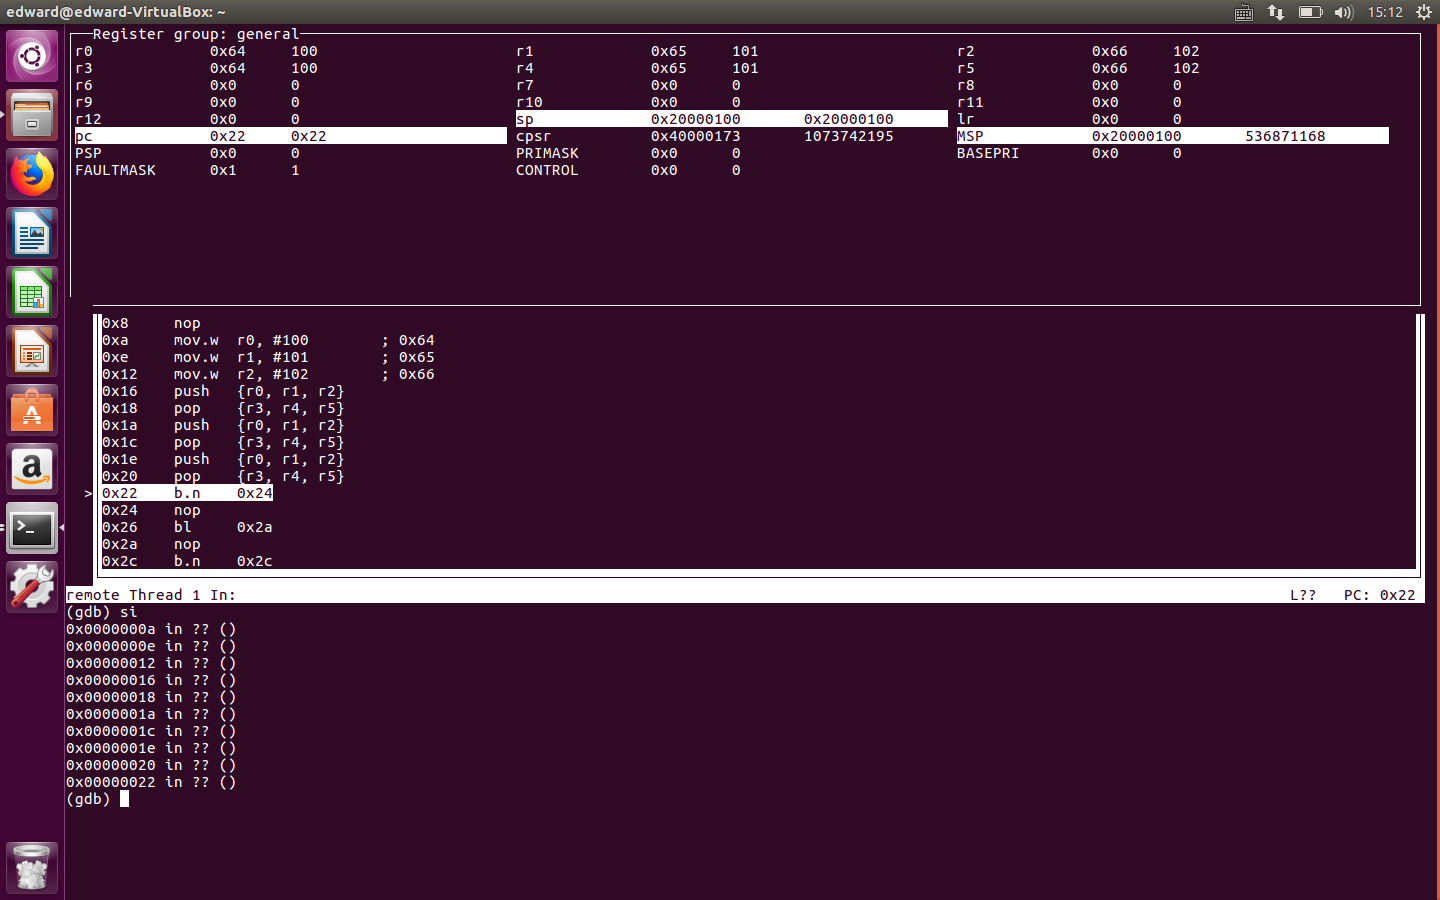 edward@edward-VirtualBox: ~ 15:12
Register group: general
r0 0x64 100 r1 0x65 101 r2 0x66 102
r3 0x64 100 r4 0x65 101 r5 0x66 102
r6 0x0 0 r7 0x0 0 r8 0x0 0
r9 0x0 0 r10 0x0 0 r11 0x0 0
r12 0x0 0 sp 0x20000100 0x20000100 lr 0x0 0
pc 0x22 0x22 cpsr 0x40000173 1073742195 MSP 0x20000100 536871168
PSP 0x0 0 PRIMASK 0x0 0 BASEPRI 0x0 0
FAULTMASK 0x1 1 CONTROL 0x0 0
0x8 nop
0xa mov.w r0, #100 ; 0x64
0xe mov.w r1, #101 ; 0x65
0x12 mov.w r2, #102 ; 0x66
0x16 push {r0, r1, r2}
0x18 pop {r3, r4, r5}
0x1a push {r0, r1, r2}
0x1c pop {r3, r4, r5}
0x1e push {r0, r1, r2}
0x20 pop {r3, r4, r5}
>0x22 b.n 0x24
0x24 nop
0x26 bl 0x2a
0x2a nop
0x2c b.n 0x2c
remote Thread 1 In: L?? PC: 0x22
(gdb) si
0x0000000a in ?? ()
0x0000000e in ?? ()
0x00000012 in ?? ()
0x00000016 in ?? ()
0x00000018 in ?? ()
0x0000001a in ?? ()
0x0000001c in ?? ()
0x0000001e in ?? ()
0x00000020 in ?? ()
0x00000022 in ?? ()
(gdb)